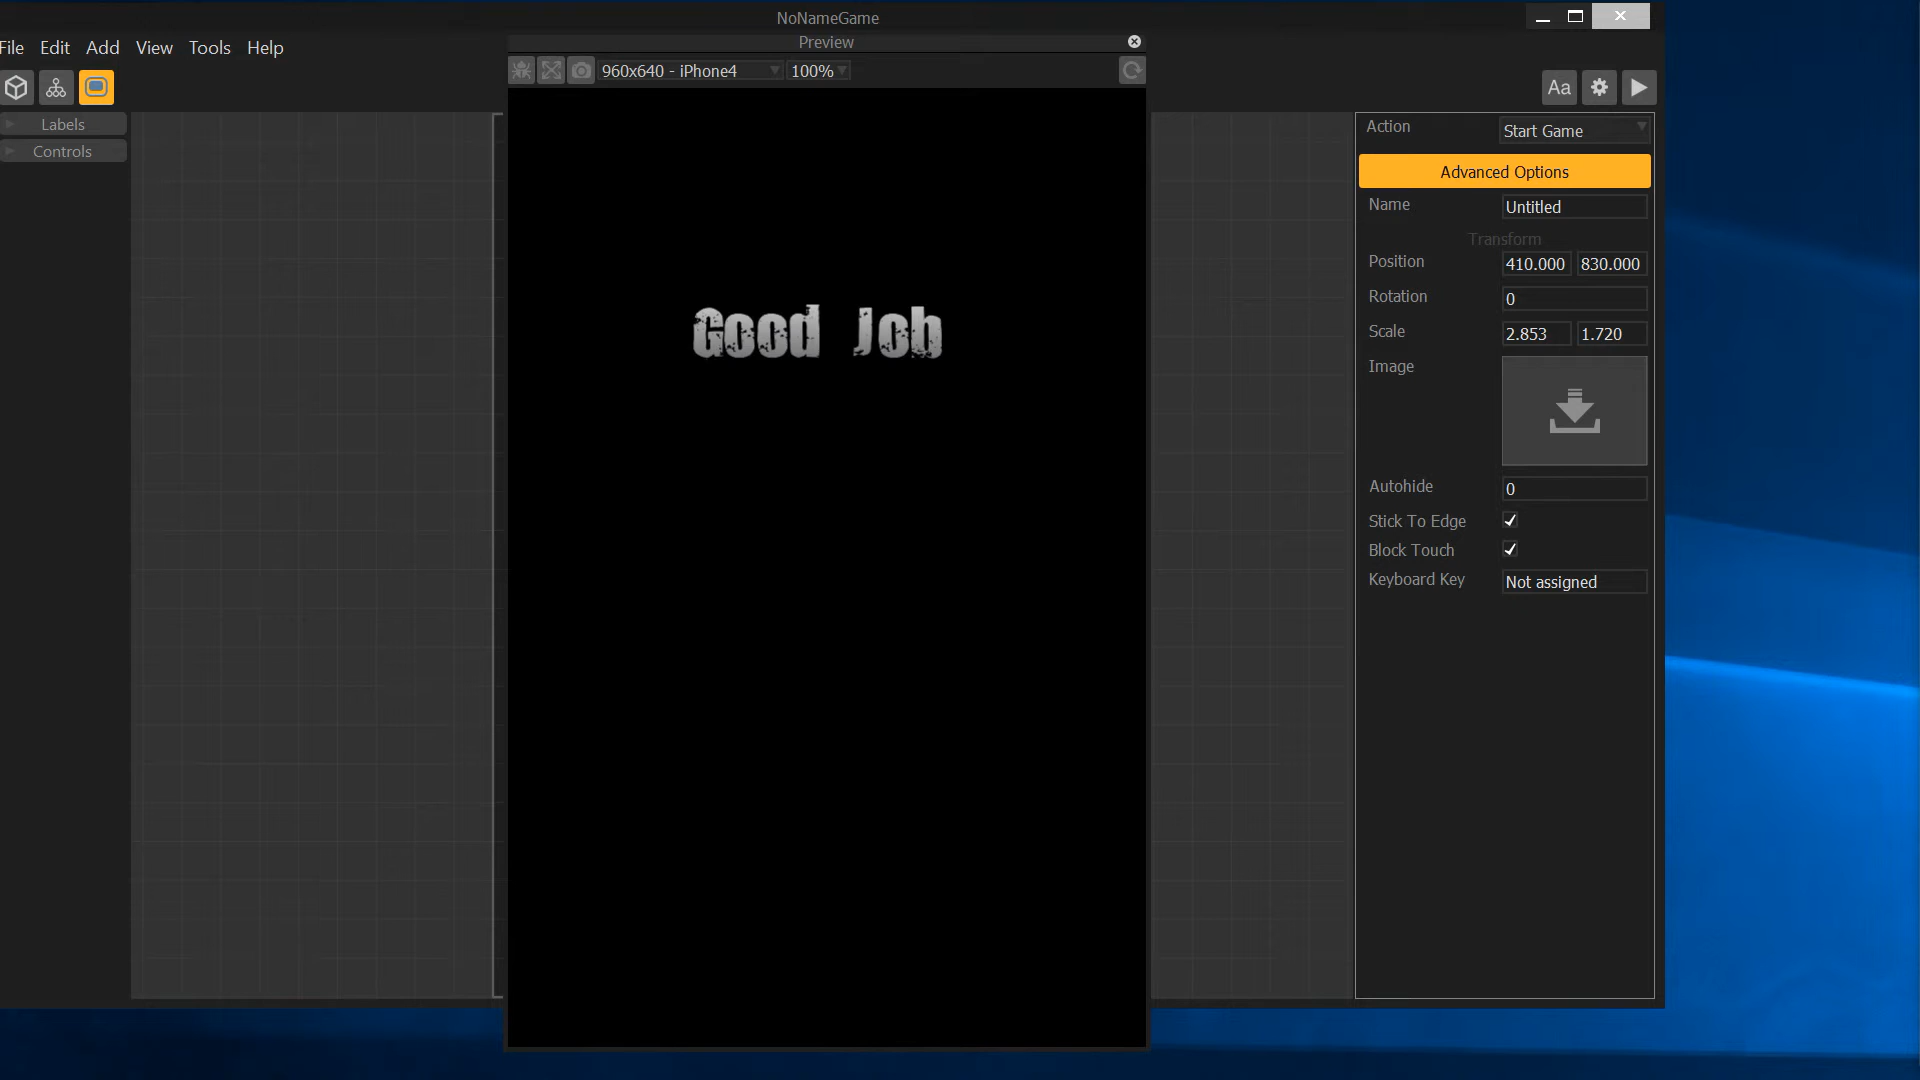 NoNameGame
File Edit Add View Tools Help
Preview
960x640 - iPhone4 100%
Aa
Labels
Controls
Good Job
Action Start Game
Advanced Options
Name Untitled
Transform
Position 410.000 830.000
Rotation 0
Scale 2.853 1.720
Image
Autohide 0
Stick To Edge
Block Touch
Keyboard Key Not assigned